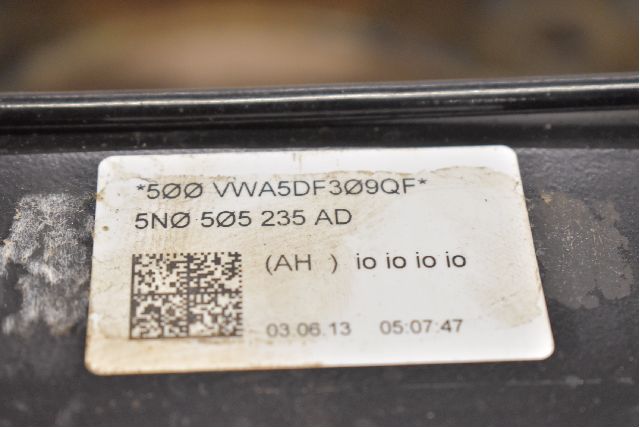 *5ØØ VWA5DF3Ø9QF*
5NØ 5Ø5 235 AD
(AH ) io io io io
03.06.13 05:07:47